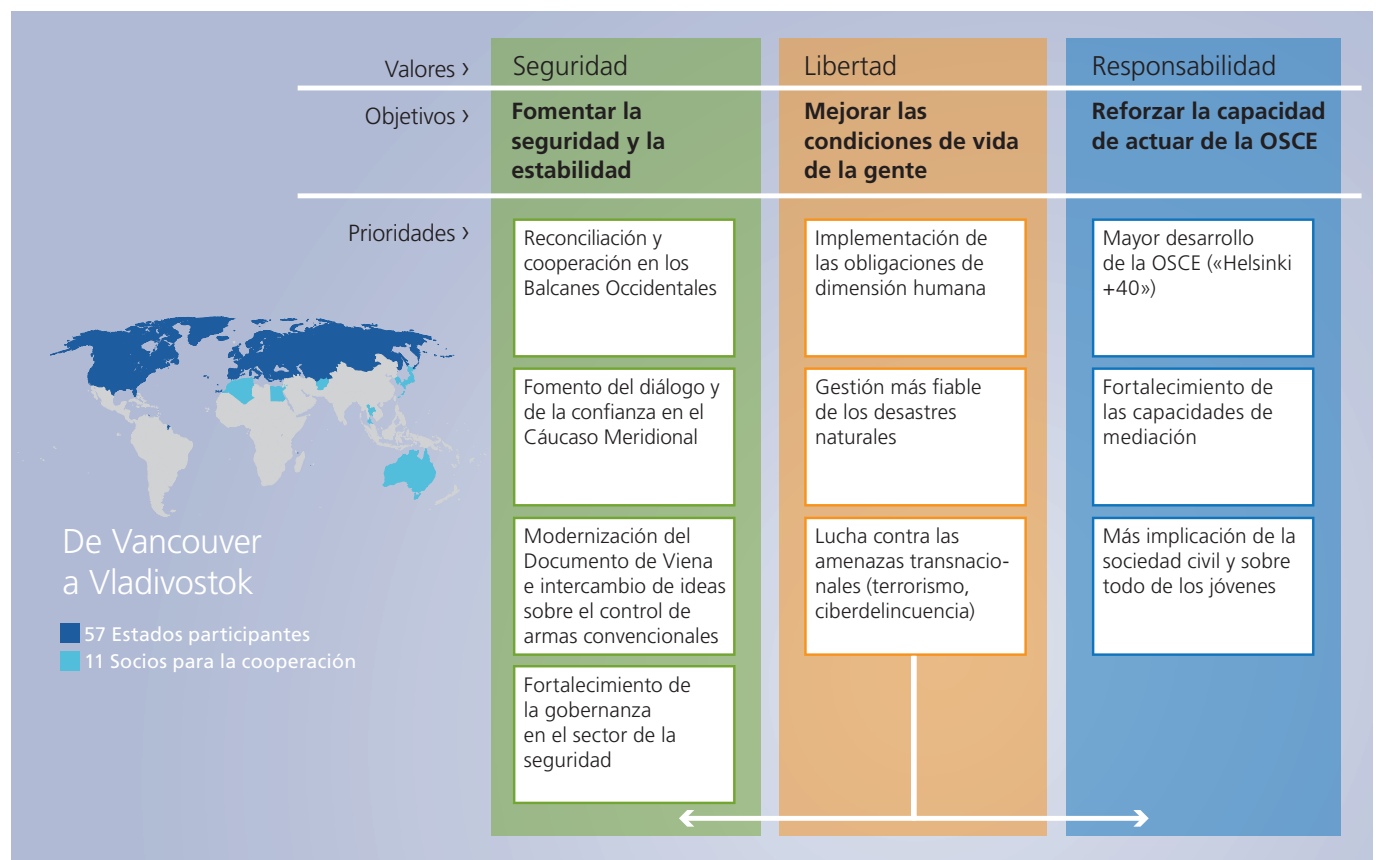 Valores ›
Seguridad
Libertad
Responsabilidad
Objetivos ›
Fomentar la
seguridad y la
estabilidad
Mejorar las
condiciones de vida
de la gente
Reforzar la capacidad
de actuar de la OSCE
Prioridades ›
Reconciliación y
cooperación en los
Balcanes Occidentales
Fomento del diálogo y
de la confianza en el
Cáucaso Meridional
Modernización del
Documento de Viena
e intercambio de ideas
sobre el control de
armas convencionales
Fortalecimiento de
la gobernanza
en el sector de la
seguridad
Implementación de
las obligaciones de
dimensión humana
Gestión más fiable
de los desastres
naturales
Lucha contra las
amenazas transnacio-
nales (terrorismo,
ciberdelincuencia)
Mayor desarrollo
de la OSCE («Helsinki
+40»)
Fortalecimiento de
las capacidades de
mediación
Más implicación de la
sociedad civil y sobre
todo de los jóvenes
De Vancouver
a Vladivostok
57 Estados participantes
11 Socios para la cooperación